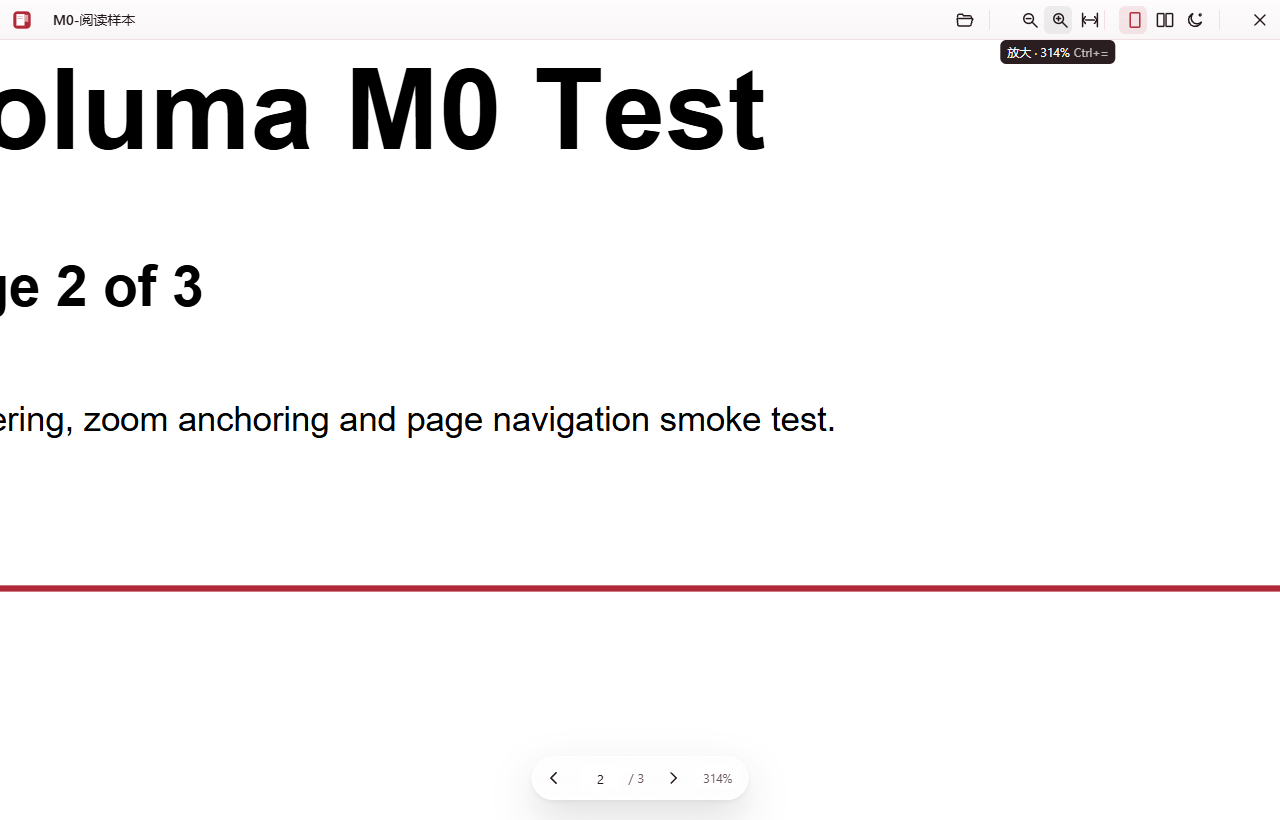 M0-阅读样本
放大 · 314% Ctrl+=
oluma M0 Test
ge 2 of 3
ering, zoom anchoring and page navigation smoke test.
2 / 3 314%